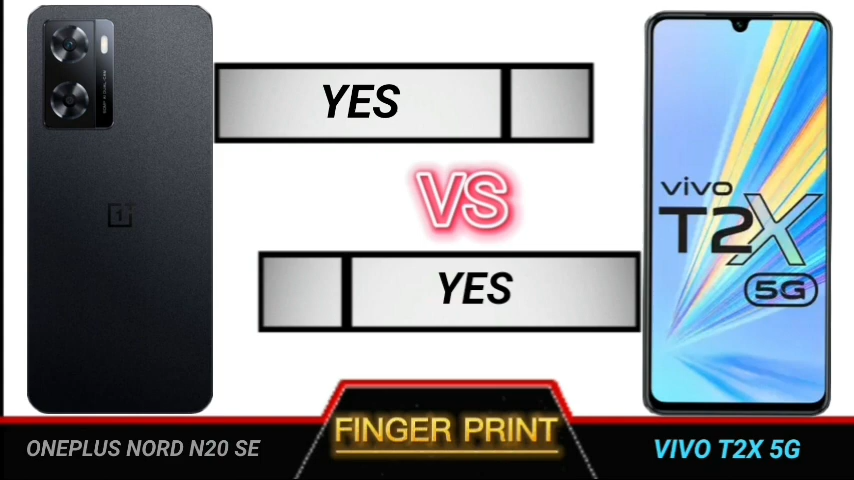 YES
VS
vivo
T2X
5G
YES
FINGER PRINT
ONEPLUS NORD N20 SE
VIVO T2X 5G